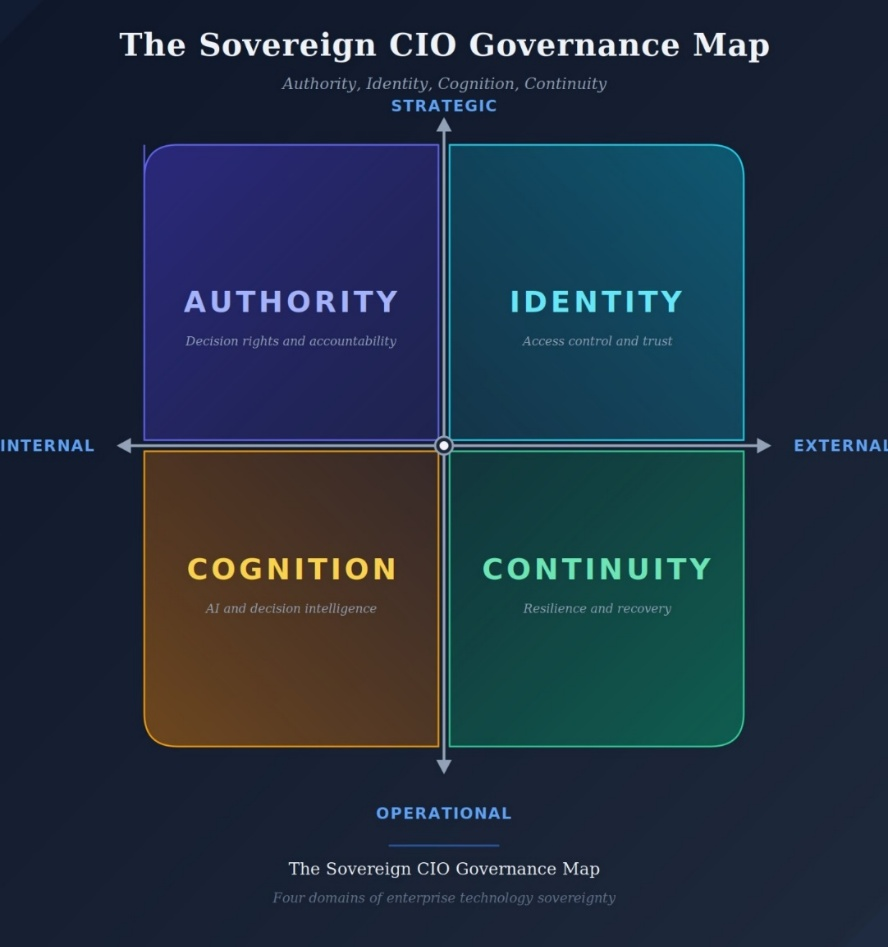 The Sovereign CIO Governance Map
Authority, Identity, Cognition, Continuity
STRATEGIC
AUTHORITY
Decision rights and accountability
IDENTITY
Access control and trust
INTERNAL
EXTERNAL
COGNITION
AI and decision intelligence
CONTINUITY
Resilience and recovery
OPERATIONAL
The Sovereign CIO Governance Map
Four domains of enterprise technology sovereignty